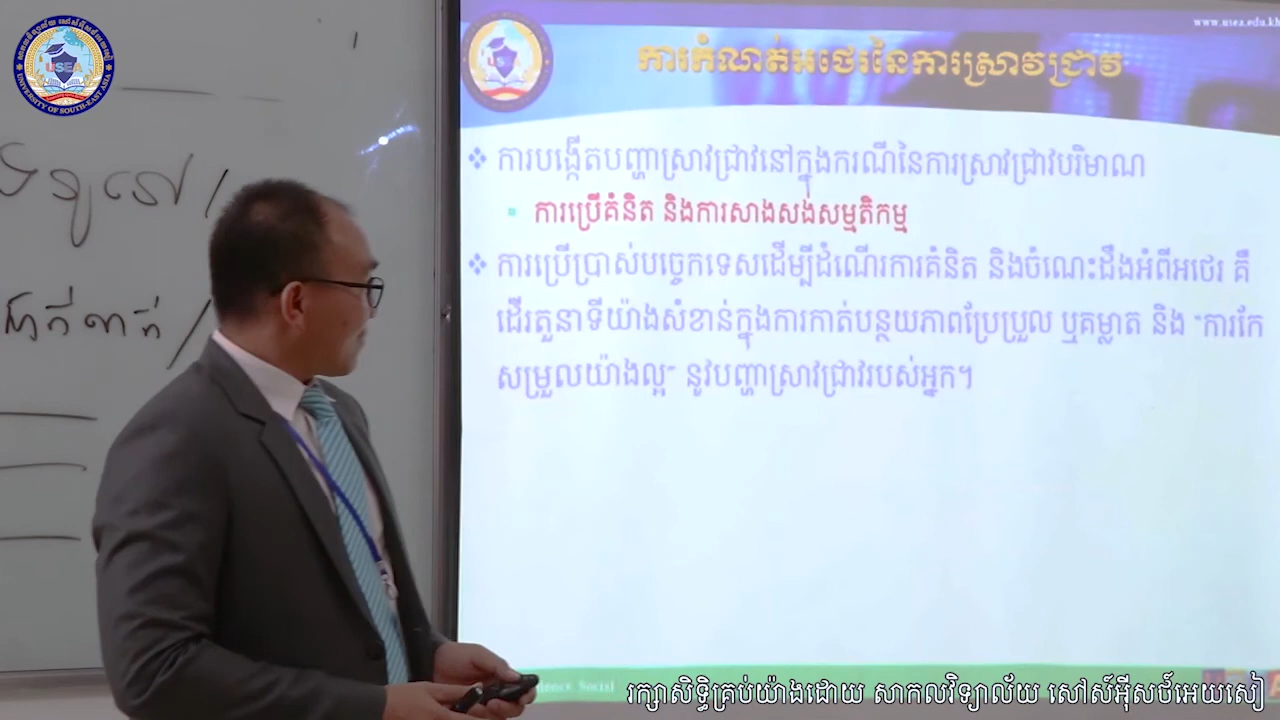 www.usea.edu.kh
USEA
UNIVERSITY OF SOUTH-EAST ASIA
ការកំណត់អថេរនៃការស្រាវជ្រាវ
❖ ការបង្កើតបញ្ហាស្រាវជ្រាវនៅក្នុងករណីនៃការស្រាវជ្រាវបរិមាណ
▪ ការប្រើគំនិត និងការសាងសង់សម្មតិកម្ម
❖ ការប្រើប្រាស់បច្ចេកទេសដើម្បីដំណើរការគំនិត និងចំណេះដឹងអំពីអថេរ គឺ
ដើរតួនាទីយ៉ាងសំខាន់ក្នុងការកាត់បន្ថយភាពប្រែប្រួល ឬគម្លាត និង “ការកែ
សម្រួលយ៉ាងល្អ” នូវបញ្ហាស្រាវជ្រាវរបស់អ្នក។
រក្សាសិទ្ធិគ្រប់យ៉ាងដោយ សាកលវិទ្យាល័យ សៅស៍អ៊ីសថ៍អេយសៀ